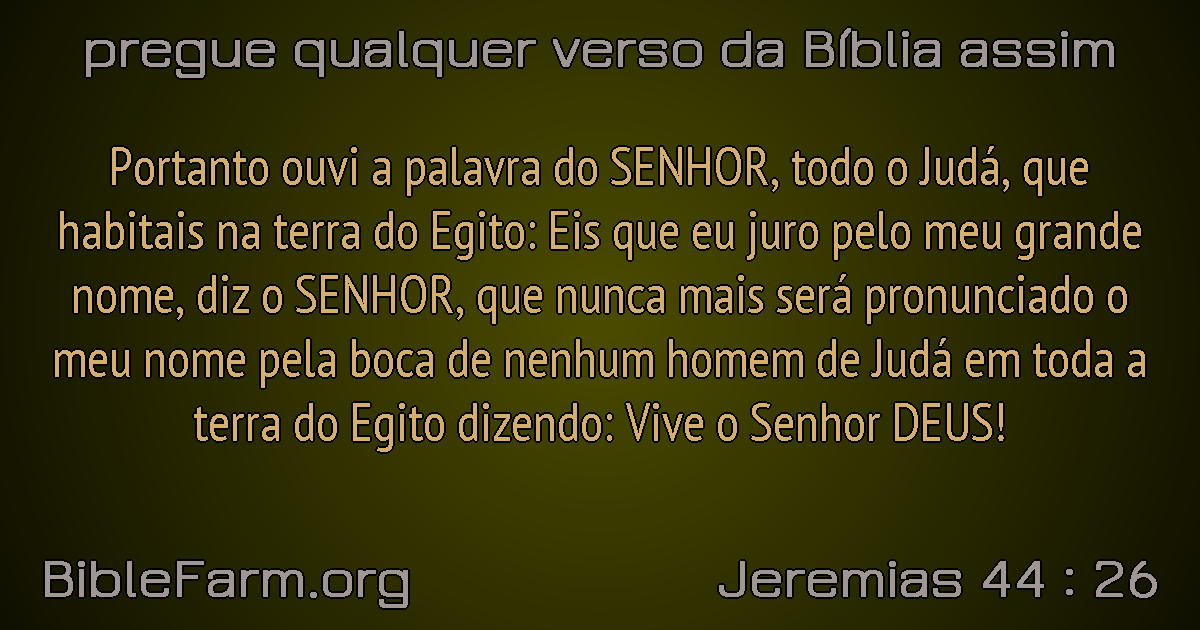 pregue qualquer verso da Bíblia assim
Portanto ouvi a palavra do SENHOR, todo o Judá, que
habitais na terra do Egito: Eis que eu juro pelo meu grande
nome, diz o SENHOR, que nunca mais será pronunciado o
meu nome pela boca de nenhum homem de Judá em toda a
terra do Egito dizendo: Vive o Senhor DEUS!
BibleFarm.org
Jeremias 44 : 26